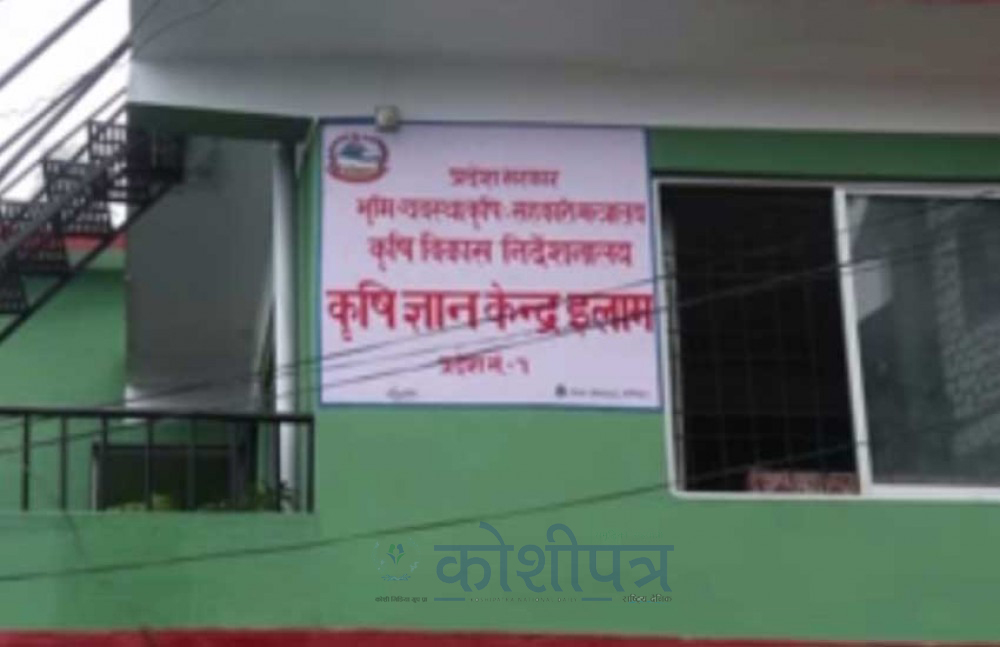 प्रदेश सरकार
भूमि व्यवस्था कृषि तथा सहकारी मन्त्रालय
कृषि विकास निर्देशनालय
कृषि ज्ञान केन्द्र इलाम
प्रदेश नं. - १
कोशीपत्र
राष्ट्रिय दैनिक